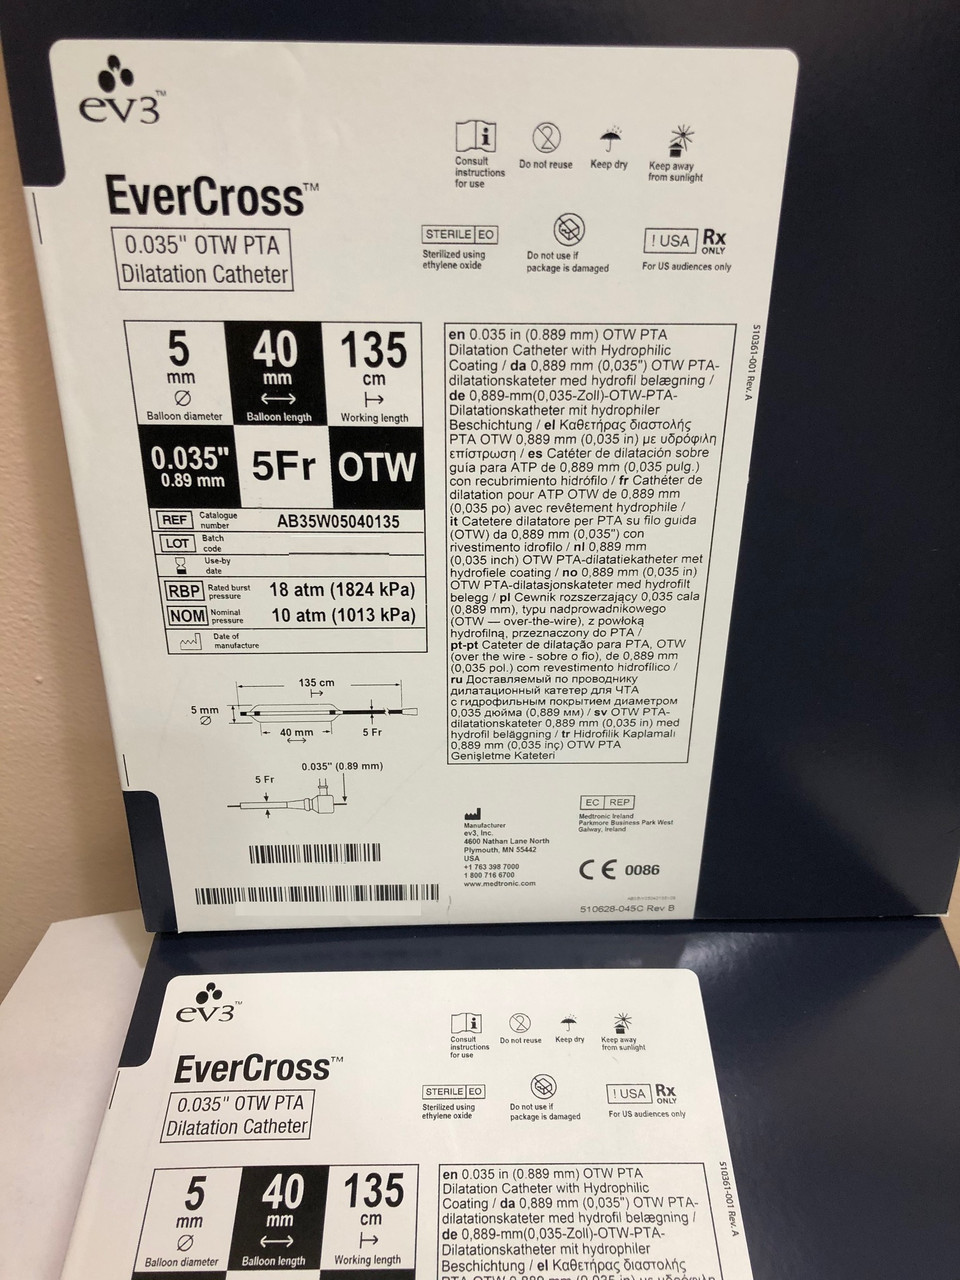 ev3™
EverCross™
0.035" OTW PTA
Dilatation Catheter
Consult
instructions
for use
Do not reuse
Keep dry
Keep away
from sunlight
STERILE EO
Sterilized using
ethylene oxide
Do not use if
package is damaged
! USA Rx ONLY
For US audiences only
5
mm
Balloon diameter
40
mm
Balloon length
135
cm
Working length
0.035"
0.89 mm
5Fr
OTW
REF Catalogue number AB35W05040135
LOT Batch code
Use-by date
RBP Rated burst pressure 18 atm (1824 kPa)
NOM Nominal pressure 10 atm (1013 kPa)
Date of manufacture
en 0.035 in (0.889 mm) OTW PTA
Dilatation Catheter with Hydrophilic
Coating / da 0,889 mm (0,035") OTW PTA-
dilatationskateter med hydrofil belægning /
de 0,889-mm(0,035-Zoll)-OTW-PTA-
Dilatationskatheter mit hydrophiler
Beschichtung / el Καθετήρας διαστολής
PTA OTW 0,889 mm (0,035 in) με υδρόφιλη
επίστρωση / es Catéter de dilatación sobre
guía para ATP de 0,889 mm (0,035 pulg.)
con recubrimiento hidrófilo / fr Cathéter de
dilatation pour ATP OTW de 0,889 mm
(0,035 po) avec revêtement hydrophile /
it Catetere dilatatore per PTA su filo guida
(OTW) da 0,889 mm (0,035") con
rivestimento idrofilo / nl 0,889 mm
(0,035 inch) OTW PTA-dilatatiekatheter met
hydrofiele coating / no 0,889 mm (0,035 in)
OTW PTA-dilatasjonskateter med hydrofilt
belegg / pl Cewnik rozszerzający 0,035 cala
(0,889 mm), typu nadprowadnikowego
(OTW — over-the-wire), z powłoką
hydrofilną, przeznaczony do PTA /
pt-pt Cateter de dilatação para PTA, OTW
(over the wire - sobre o fio), de 0,889 mm
(0,035 pol.) com revestimento hidrofílico /
ru Доставляемый по проводнику
дилатационный катетер для ЧТА
с гидрофильным покрытием диаметром
0,035 дюйма (0,889 мм) / sv OTW PTA-
dilatationskateter 0,889 mm (0,035 in) med
hydrofil beläggning / tr Hidrofilik Kaplamalı
0,889 mm (0,035 inç) OTW PTA
Genişletme Kateteri
510361-001 Rev. A
135 cm
5 mm
40 mm
5 Fr
5 Fr
0.035" (0.89 mm)
Manufacturer
ev3, Inc.
4600 Nathan Lane North
Plymouth, MN 55442
USA
+1 763 398 7000
1 800 716 6700
www.medtronic.com
EC REP
Medtronic Ireland
Parkmore Business Park West
Galway, Ireland
CE 0086
510628-045C Rev B
ev3™
EverCross™
0.035" OTW PTA
Dilatation Catheter
Consult
instructions
for use
Do not reuse
Keep dry
Keep away
from sunlight
STERILE EO
Sterilized using
ethylene oxide
Do not use if
package is damaged
! USA Rx ONLY
For US audiences only
5
mm
Balloon diameter
40
mm
Balloon length
135
cm
Working length
en 0.035 in (0.889 mm) OTW PTA
Dilatation Catheter with Hydrophilic
Coating / da 0,889 mm (0,035") OTW PTA-
dilatationskateter med hydrofil belægning /
de 0,889-mm(0,035-Zoll)-OTW-PTA-
Dilatationskatheter mit hydrophiler
Beschichtung / el Καθετήρας διαστολής
PTA OTW 0,889 mm (0,035 in) με υδρόφιλη
510361-001 Rev. A